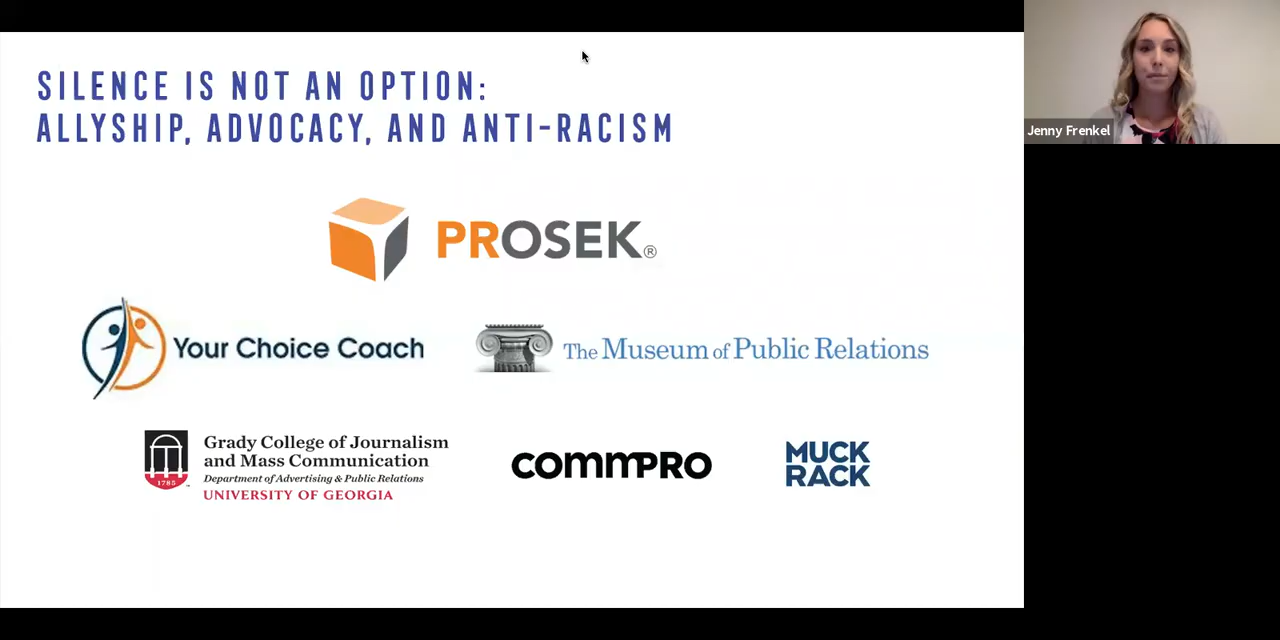 SILENCE IS NOT AN OPTION:
ALLYSHIP, ADVOCACY, AND ANTI-RACISM
Jenny Frenkel
PROSEK®
Your Choice Coach
The Museum of Public Relations
Grady College of Journalism
and Mass Communication
Department of Advertising & Public Relations
UNIVERSITY OF GEORGIA
1785
commPRO
MUCK
RACK